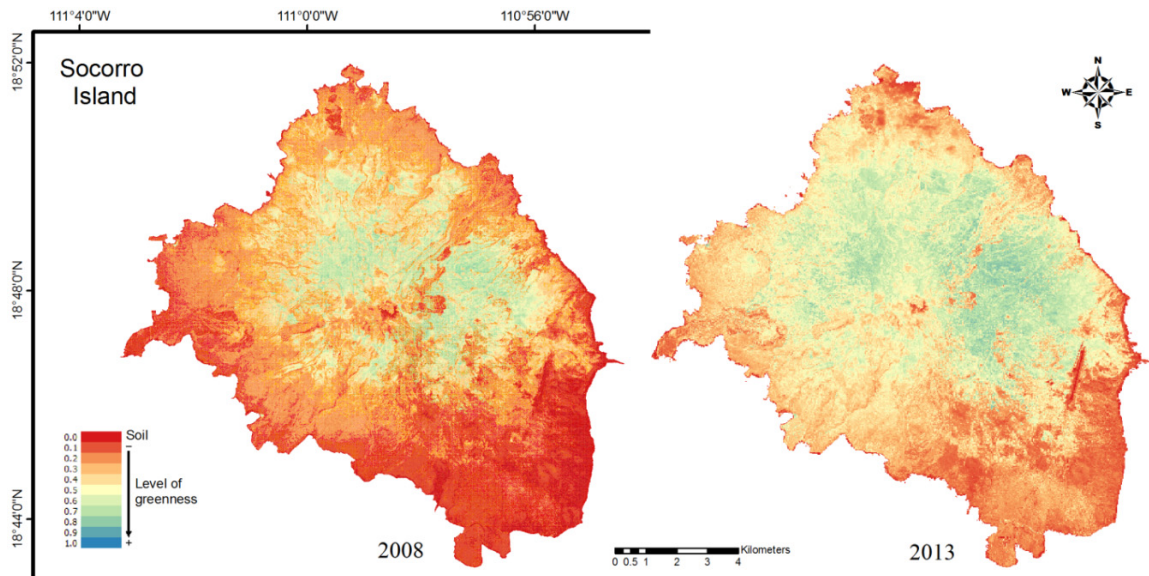 111°4'0"W 111°0'0"W 110°56'0"W
18°52'0"N
Socorro
Island
N
W E
S
18°48'0"N
0.0 Soil
0.1 –
0.2
0.3
0.4
0.5 Level of
0.6 greenness
0.7
0.8
0.9
1.0 +
18°44'0"N
2008
Kilometers
0 0.5 1 2 3 4
2013